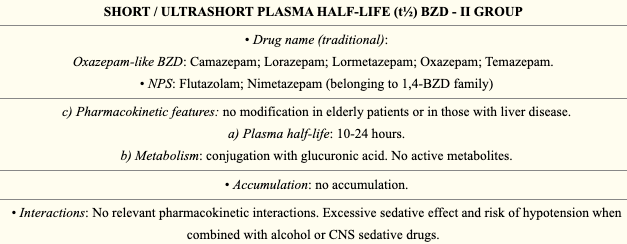 SHORT / ULTRASHORT PLASMA HALF-LIFE (t½) BZD - II GROUP
• Drug name (traditional):
Oxazepam-like BZD: Camazepam; Lorazepam; Lormetazepam; Oxazepam; Temazepam.
• NPS: Flutazolam; Nimetazepam (belonging to 1,4-BZD family)
c) Pharmacokinetic features: no modification in elderly patients or in those with liver disease.
a) Plasma half-life: 10-24 hours.
b) Metabolism: conjugation with glucuronic acid. No active metabolites.
• Accumulation: no accumulation.
• Interactions: No relevant pharmacokinetic interactions. Excessive sedative effect and risk of hypotension when
combined with alcohol or CNS sedative drugs.